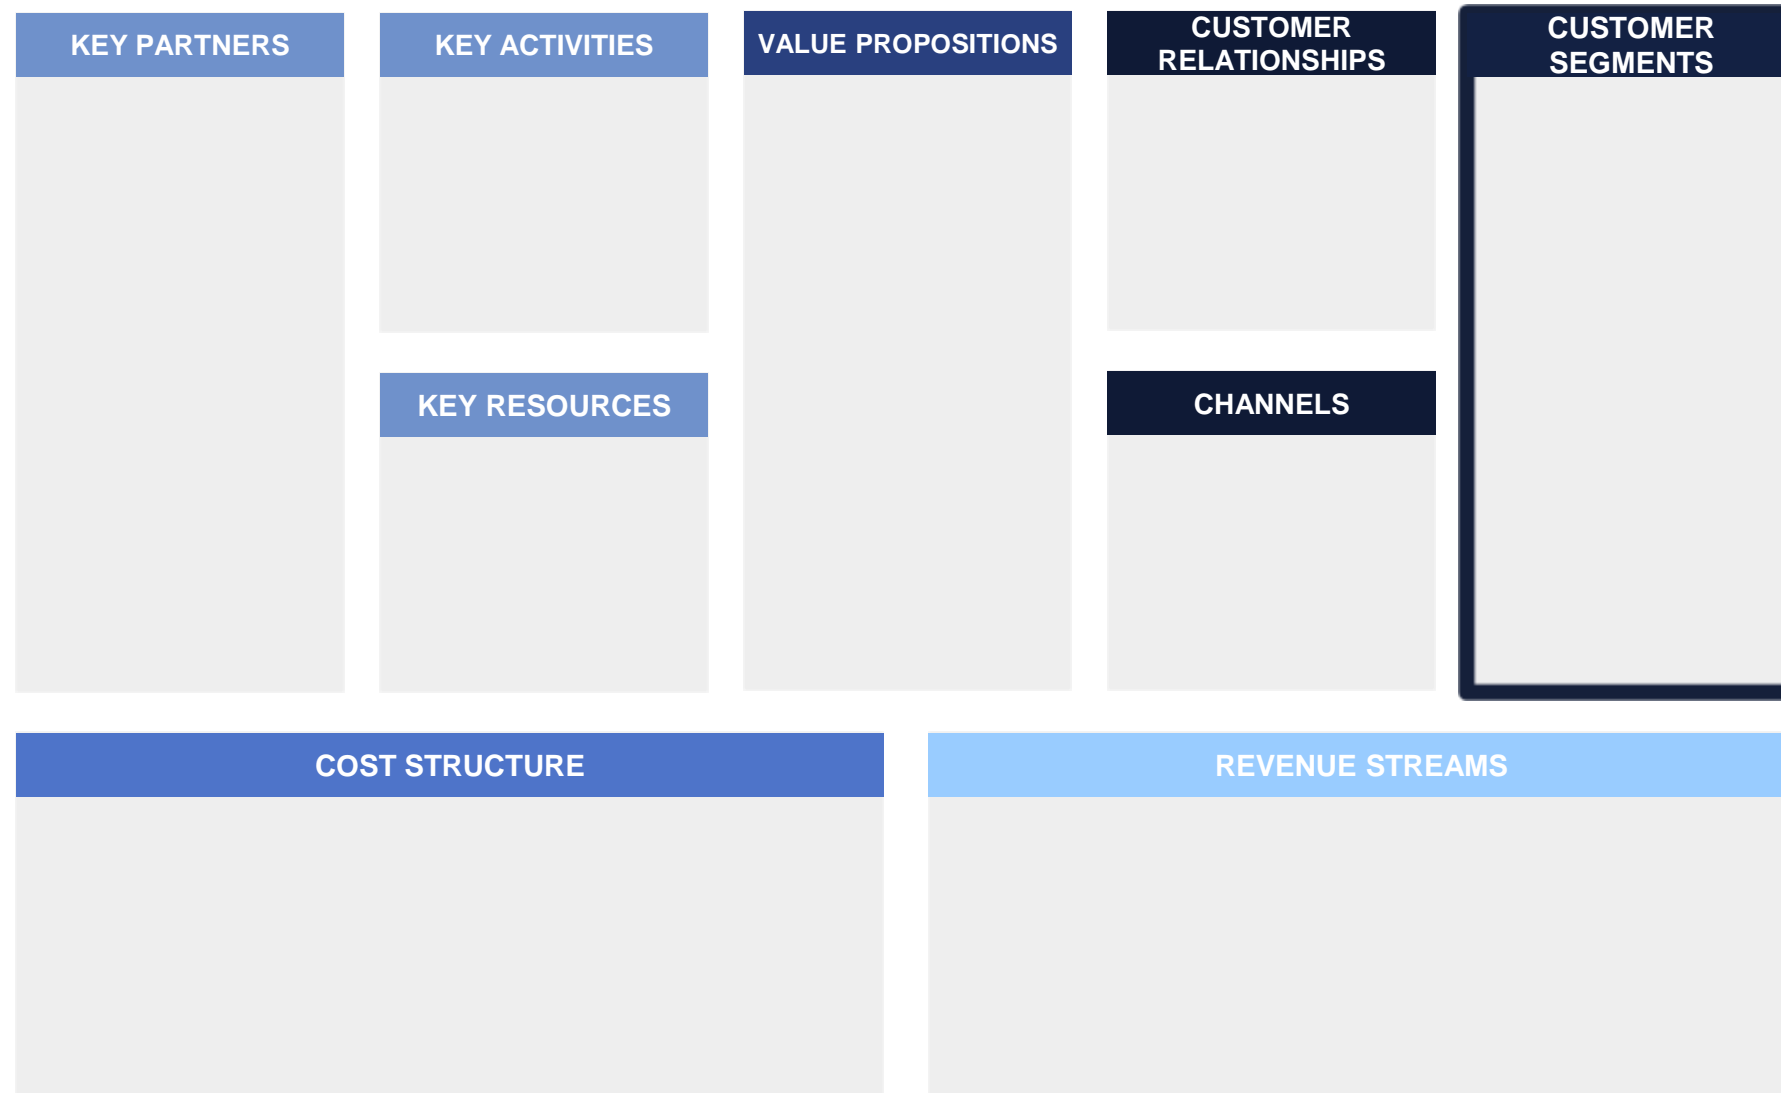 KEY PARTNERS
KEY ACTIVITIES
VALUE PROPOSITIONS
CUSTOMER
RELATIONSHIPS
CUSTOMER
SEGMENTS
KEY RESOURCES
CHANNELS
COST STRUCTURE
REVENUE STREAMS